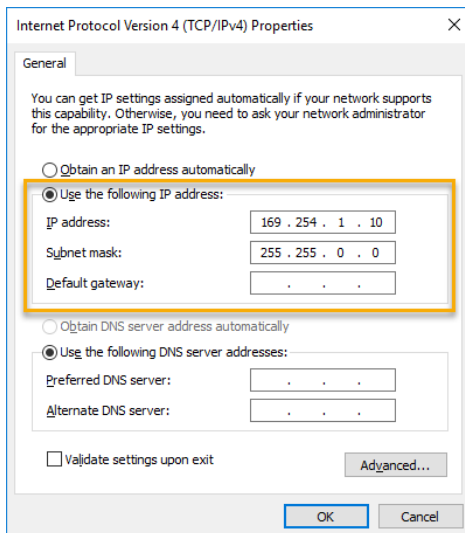 Internet Protocol Version 4 (TCP/IPv4) Properties
General
You can get IP settings assigned automatically if your network supports
this capability. Otherwise, you need to ask your network administrator
for the appropriate IP settings.
Obtain an IP address automatically
Use the following IP address:
IP address: 169 . 254 . 1 . 10
Subnet mask: 255 . 255 . 0 . 0
Default gateway: . . .
Obtain DNS server address automatically
Use the following DNS server addresses:
Preferred DNS server: . . .
Alternate DNS server: . . .
Validate settings upon exit
Advanced...
OK Cancel